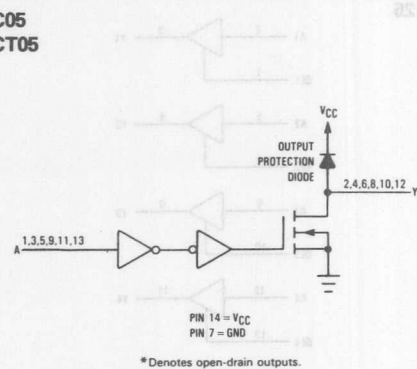 C05
CT05
VCC
OUTPUT
PROTECTION
DIODE
2,4,6,8,10,12
Y
A
1,3,5,9,11,13
PIN 14 = VCC
PIN 7 = GND
*Denotes open-drain outputs.